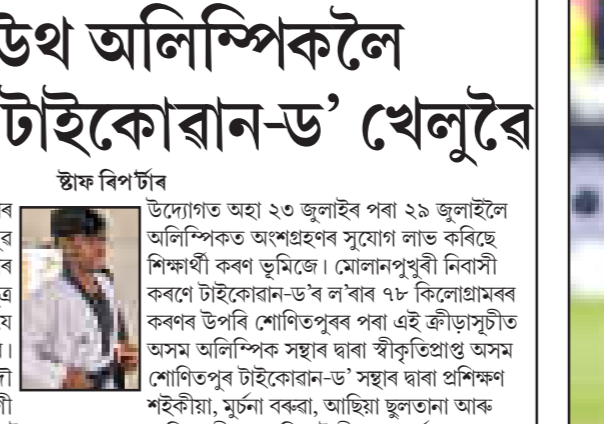 উথ অলিম্পিকলৈ
টাইকোৱান-ড’ খেলুৱৈ
ষ্টাফ ৰিপৰ্টাৰ
উদ্যোগত অহা ২৩ জুলাইৰ পৰা ২৯ জুলাইলৈ
অলিম্পিকত অংশগ্ৰহণৰ সুযোগ লাভ কৰিছে
শিক্ষাৰ্থী কৰণ ভূমিজে। মোলানপুখুৰী নিবাসী
কৰণে টাইকোৱান-ড’ৰ ল’ৰাৰ ৭৮ কিলোগ্ৰামৰৰ
কৰণৰ উপৰি শোণিতপুৰৰ পৰা এই ক্ৰীড়াসূচীত
অসম অলিম্পিক সন্থাৰ দ্বাৰা স্বীকৃতিপ্ৰাপ্ত অসম
শোণিতপুৰ টাইকোৱান-ড’ সন্থাৰ দ্বাৰা প্ৰশিক্ষণ
শইকীয়া, মুৰ্চনা বৰুৱা, আছিয়া ছুলতানা আৰু